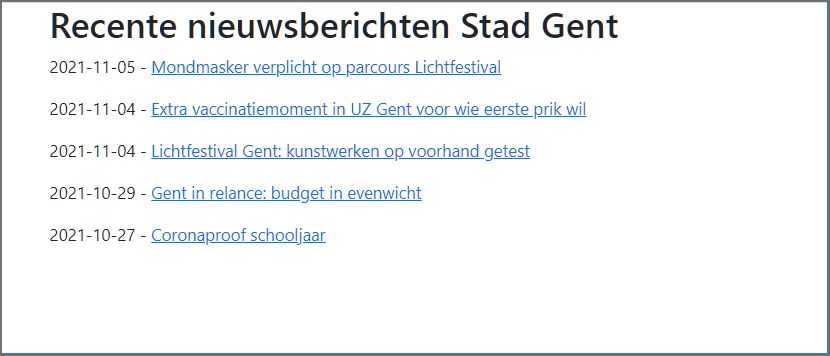 Recente nieuwsberichten Stad Gent
2021-11-05 - Mondmasker verplicht op parcours Lichtfestival
2021-11-04 - Extra vaccinatiemoment in UZ Gent voor wie eerste prik wil
2021-11-04 - Lichtfestival Gent: kunstwerken op voorhand getest
2021-10-29 - Gent in relance: budget in evenwicht
2021-10-27 - Coronaproof schooljaar